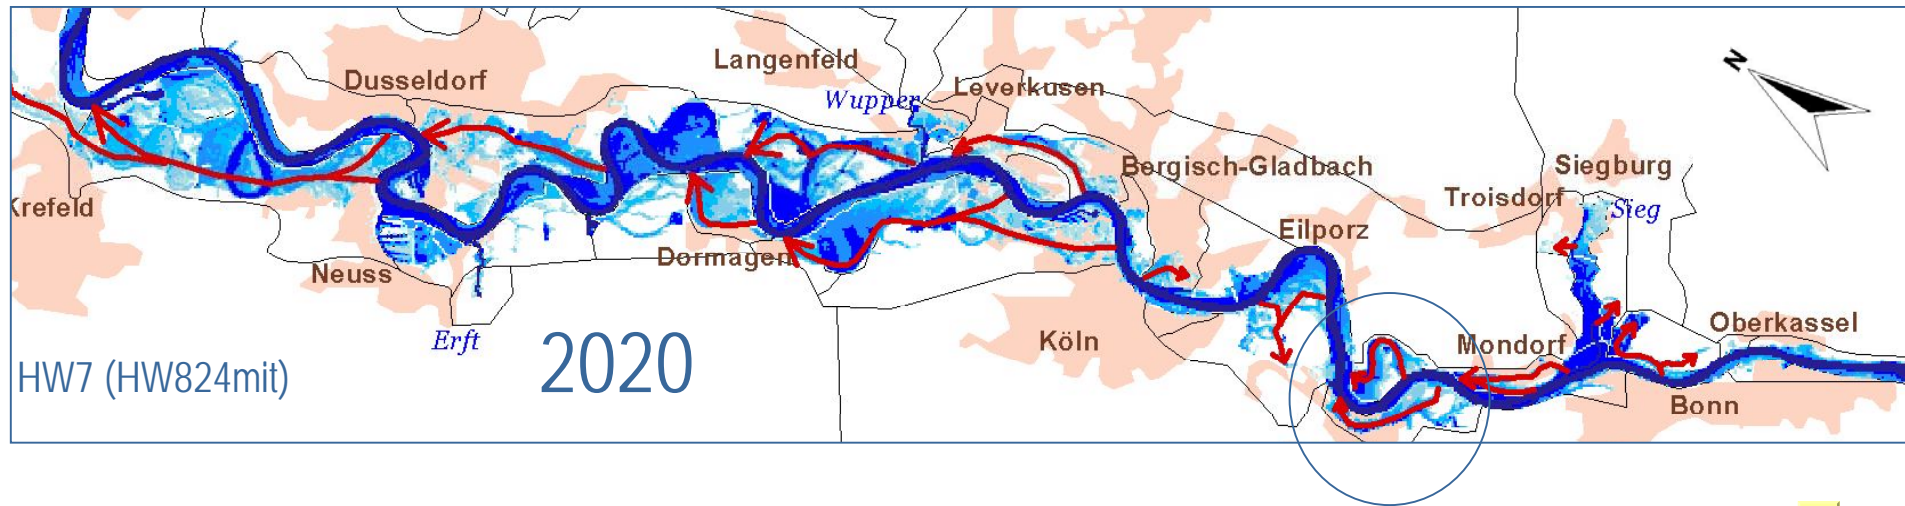 N
Langenfeld
Dusseldorf
Leverkusen
Wupper
Bergisch-Gladbach
Siegburg
Troisdorf
Sieg
Krefeld
Eilporz
Dormagen
Neuss
Oberkassel
Erft
Köln
Mondorf
2020
HW7 (HW824mit)
Bonn